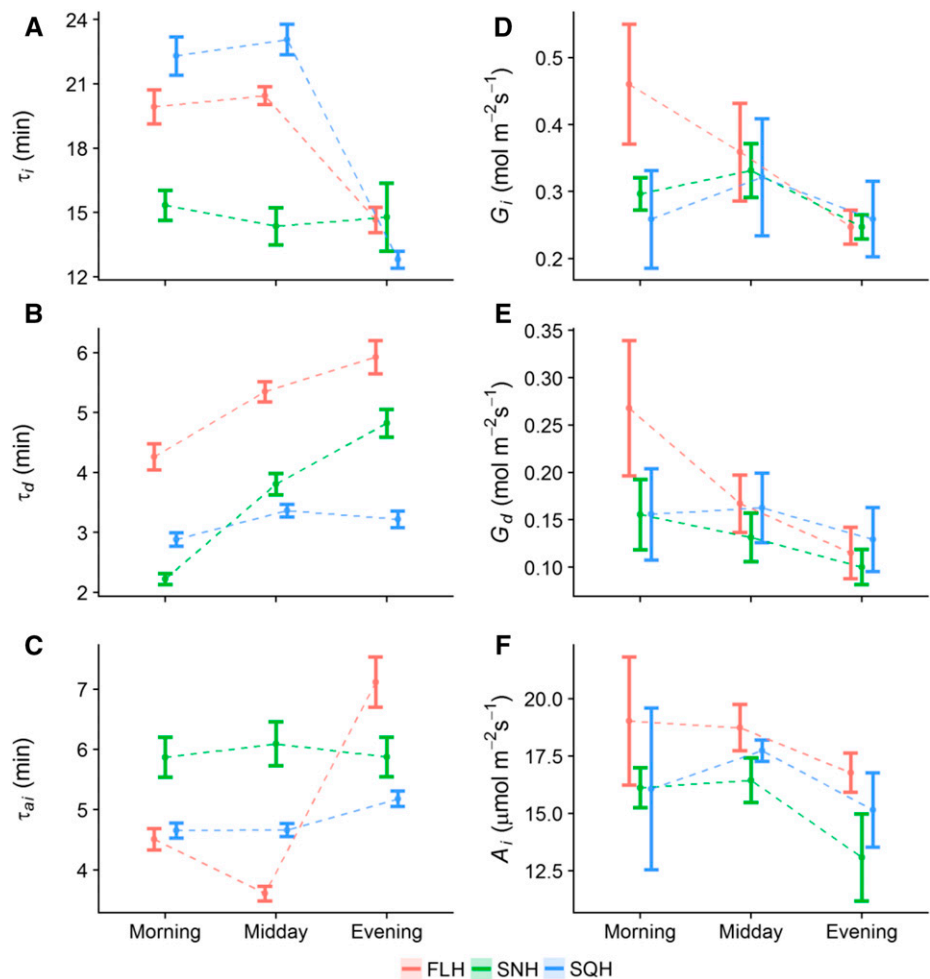 A
τi (min)
24
21
18
15
12
B
τd (min)
6
5
4
3
2
C
τai (min)
7
6
5
4
Morning Midday Evening
D
Gi (mol m−2s−1)
0.5
0.4
0.3
0.2
E
Gd (mol m−2s−1)
0.35
0.30
0.25
0.20
0.15
0.10
F
Ai (μmol m−2s−1)
20.0
17.5
15.0
12.5
Morning Midday Evening
FLH SNH SQH